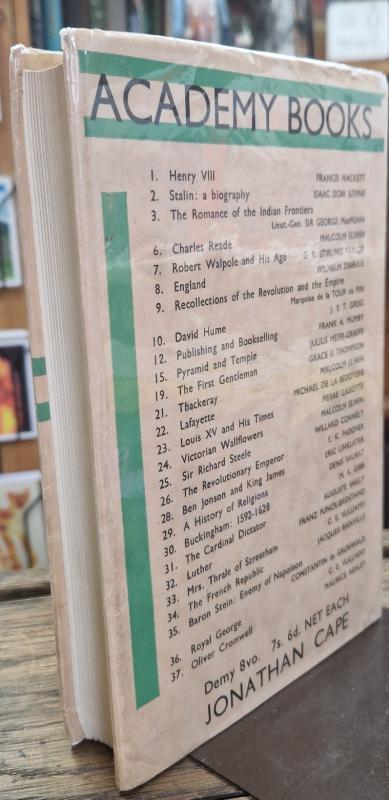 ACADEMY BOOKS
1. Henry VIII FRANCIS HACKETT
2. Stalin: a biography ISAAC DON LEVINE
3. The Romance of the Indian Frontiers
Lieut.-Gen. SIR GEORGE MacMUNN
6. Charles Reade MALCOLM ELWIN
7. Robert Walpole and His Age G. R. STIRLING TAYLOR
8. England WILHELM DIBELIUS
9. Recollections of the Revolution and the Empire
Marquise de la TOUR du PIN
10. David Hume J. Y. T. GREIG
12. Publishing and Bookselling FRANK A. MUMBY
15. Pyramid and Temple JULIUS MEIER-GRAEFE
19. The First Gentleman GRACE E. THOMPSON
21. Thackeray MALCOLM ELWIN
22. Lafayette MICHAEL DE LA BEDOYERE
23. Louis XV and His Times PIERRE GAXOTTE
24. Victorian Wallflowers MALCOLM ELWIN
25. Sir Richard Steele WILLARD CONNELY
26. The Revolutionary Emperor S. K. PADOVER
28. Ben Jonson and King James ERIC LINKLATER
29. A History of Religions DENIS SAURAT
30. Buckingham: 1592-1628 M. A. GIBB
31. The Cardinal Dictator AUGUSTE BAILLY
32. Luther FRANZ FUNCK-BRENTANO
33. Mrs. Thrale of Streatham C. E. VULLIAMY
34. The French Republic JACQUES BAINVILLE
35. Baron Stein: Enemy of Napoleon CONSTANTIN de GRUNWALD
36. Royal George C. E. VULLIAMY
37. Oliver Cromwell MAURICE ASHLEY
Demy 8vo. 7s. 6d. NET EACH
JONATHAN CAPE